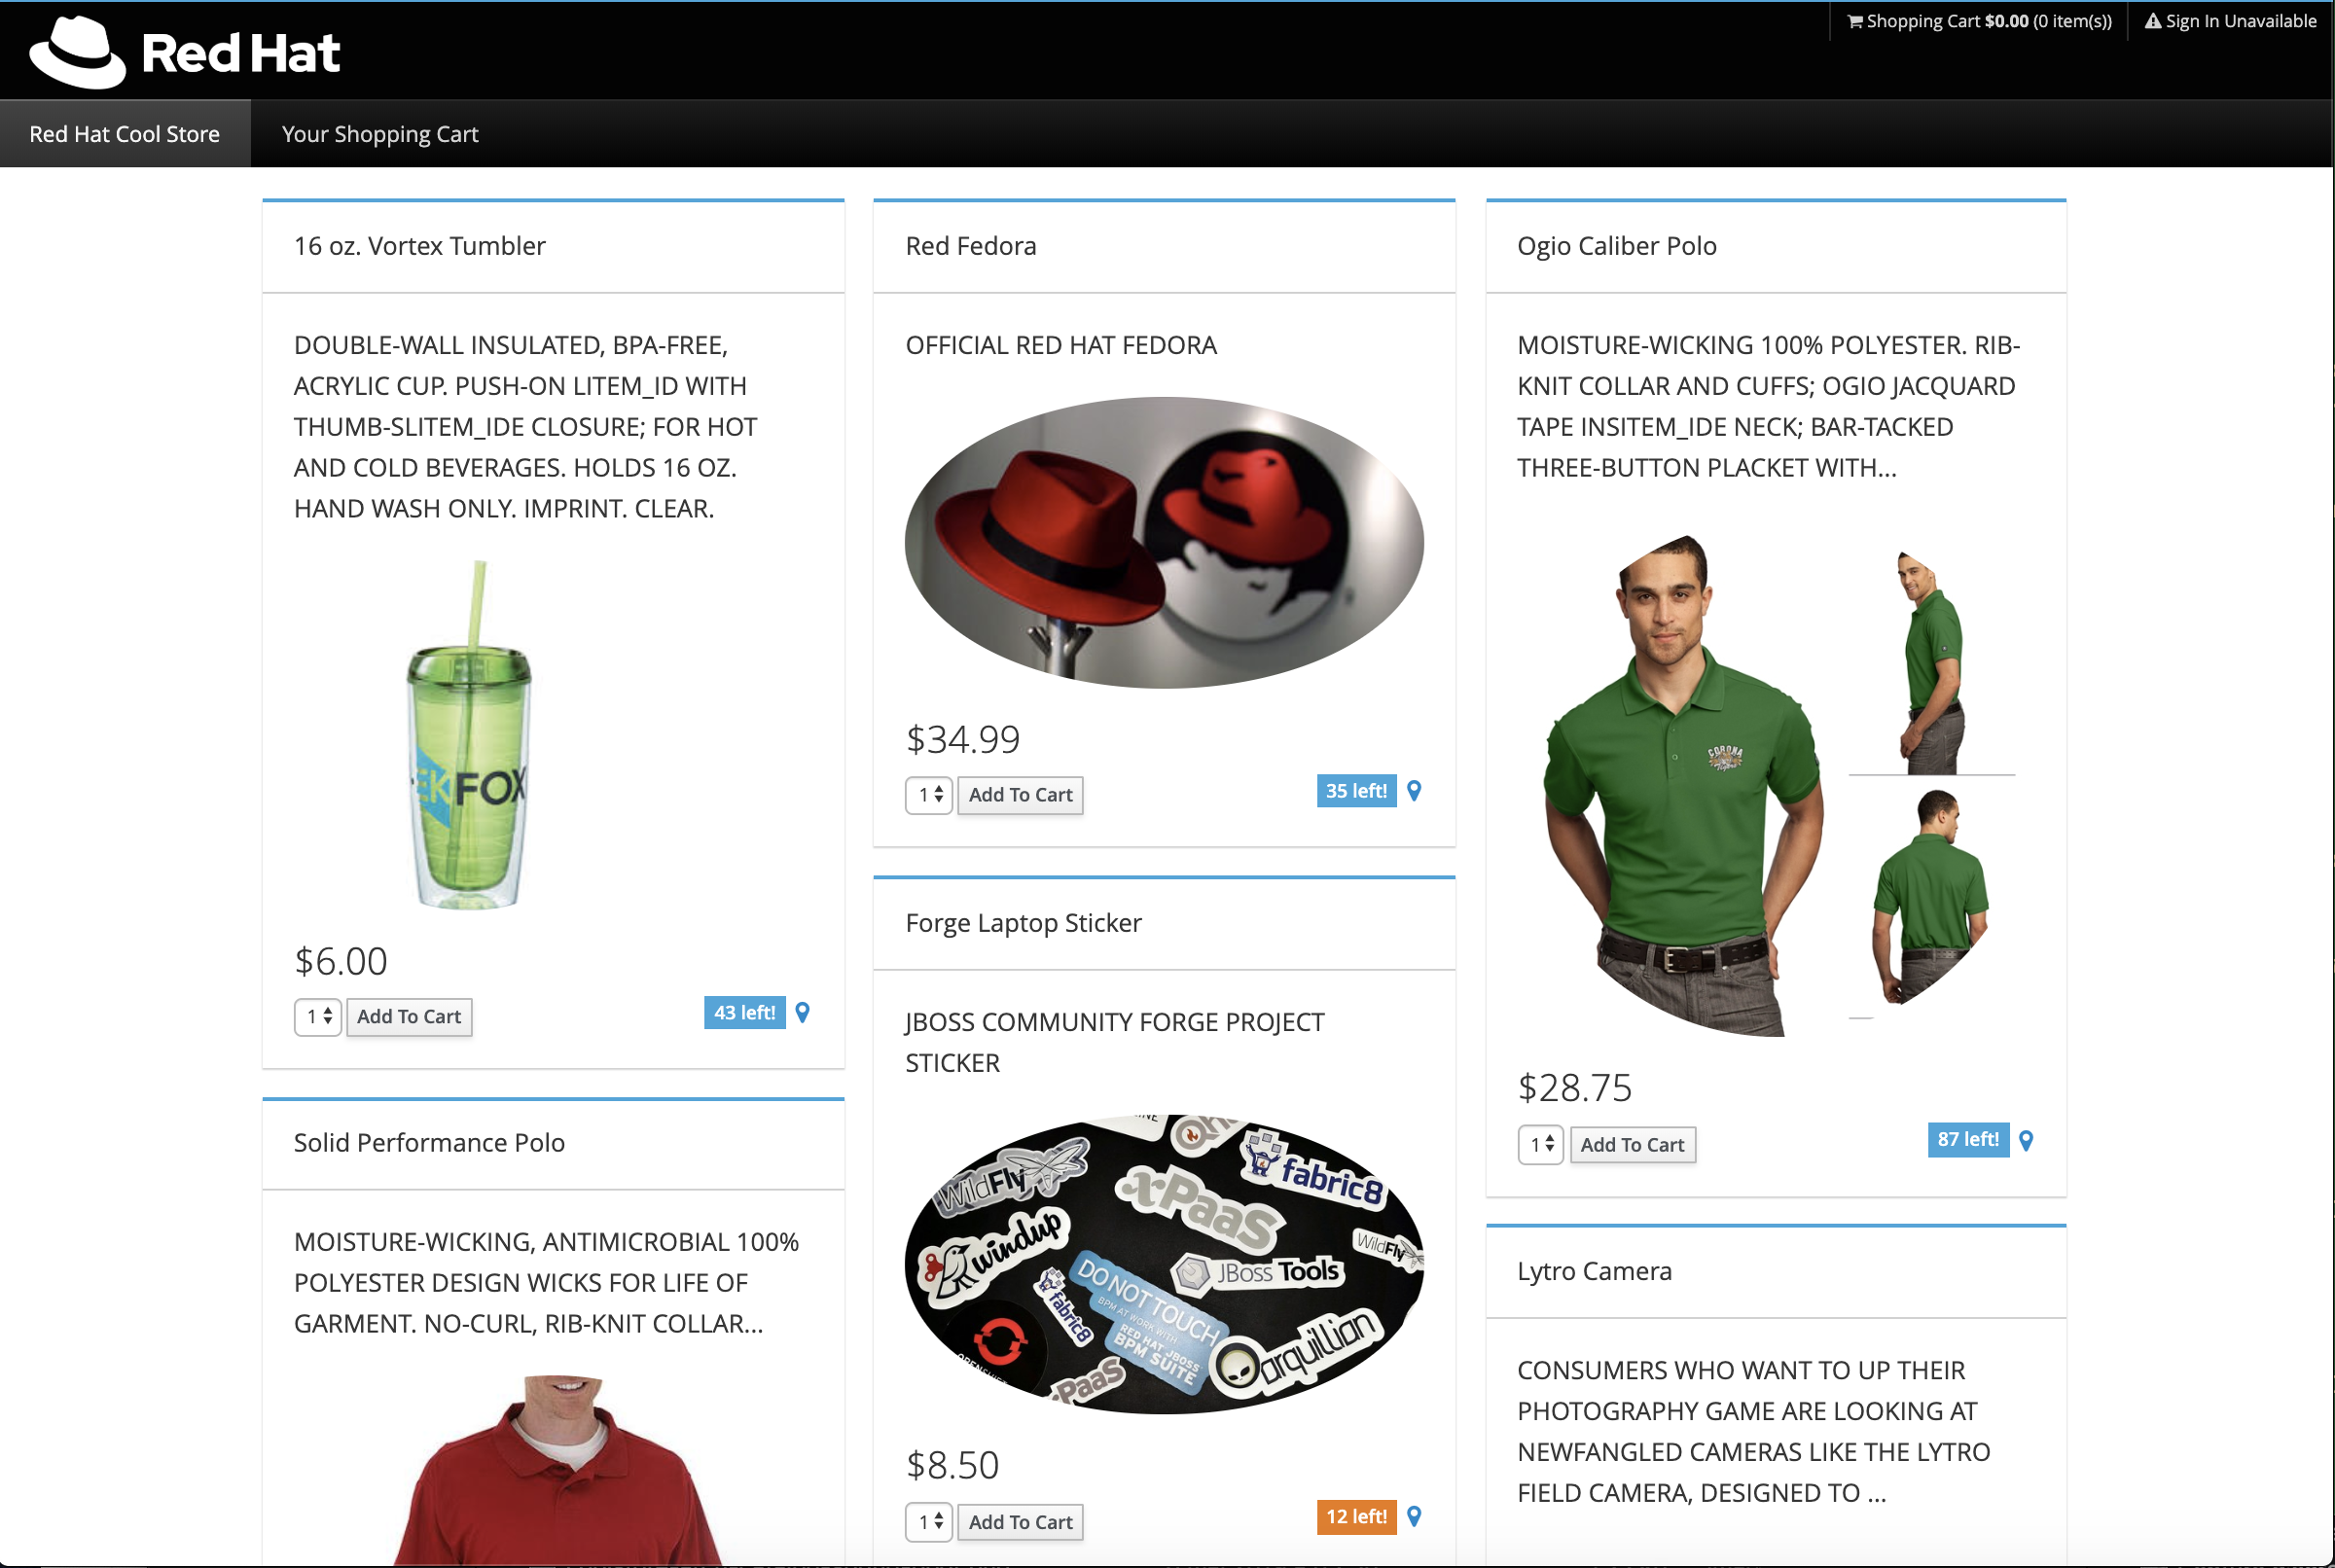 Red Hat
Shopping Cart $0.00 (0 item(s))
Sign In Unavailable
Red Hat Cool Store
Your Shopping Cart
16 oz. Vortex Tumbler
DOUBLE-WALL INSULATED, BPA-FREE,
ACRYLIC CUP. PUSH-ON LITEM_ID WITH
THUMB-SLITEM_IDE CLOSURE; FOR HOT
AND COLD BEVERAGES. HOLDS 16 OZ.
HAND WASH ONLY. IMPRINT. CLEAR.
EKFOX
$6.00
1
Add To Cart
43 left!
Solid Performance Polo
MOISTURE-WICKING, ANTIMICROBIAL 100%
POLYESTER DESIGN WICKS FOR LIFE OF
GARMENT. NO-CURL, RIB-KNIT COLLAR...
Red Fedora
OFFICIAL RED HAT FEDORA
$34.99
1
Add To Cart
35 left!
Forge Laptop Sticker
JBOSS COMMUNITY FORGE PROJECT
STICKER
WildFly
fabric8
xPaaS
windup
WildFly
JBoss Tools
fabric8
DO NOT TOUCH
BPM AT WORK WITH
RED HAT JBOSS
BPM SUITE
arquillian
xPaaS
$8.50
1
Add To Cart
12 left!
Ogio Caliber Polo
MOISTURE-WICKING 100% POLYESTER. RIB-
KNIT COLLAR AND CUFFS; OGIO JACQUARD
TAPE INSITEM_IDE NECK; BAR-TACKED
THREE-BUTTON PLACKET WITH...
CORONA
$28.75
1
Add To Cart
87 left!
Lytro Camera
CONSUMERS WHO WANT TO UP THEIR
PHOTOGRAPHY GAME ARE LOOKING AT
NEWFANGLED CAMERAS LIKE THE LYTRO
FIELD CAMERA, DESIGNED TO ...